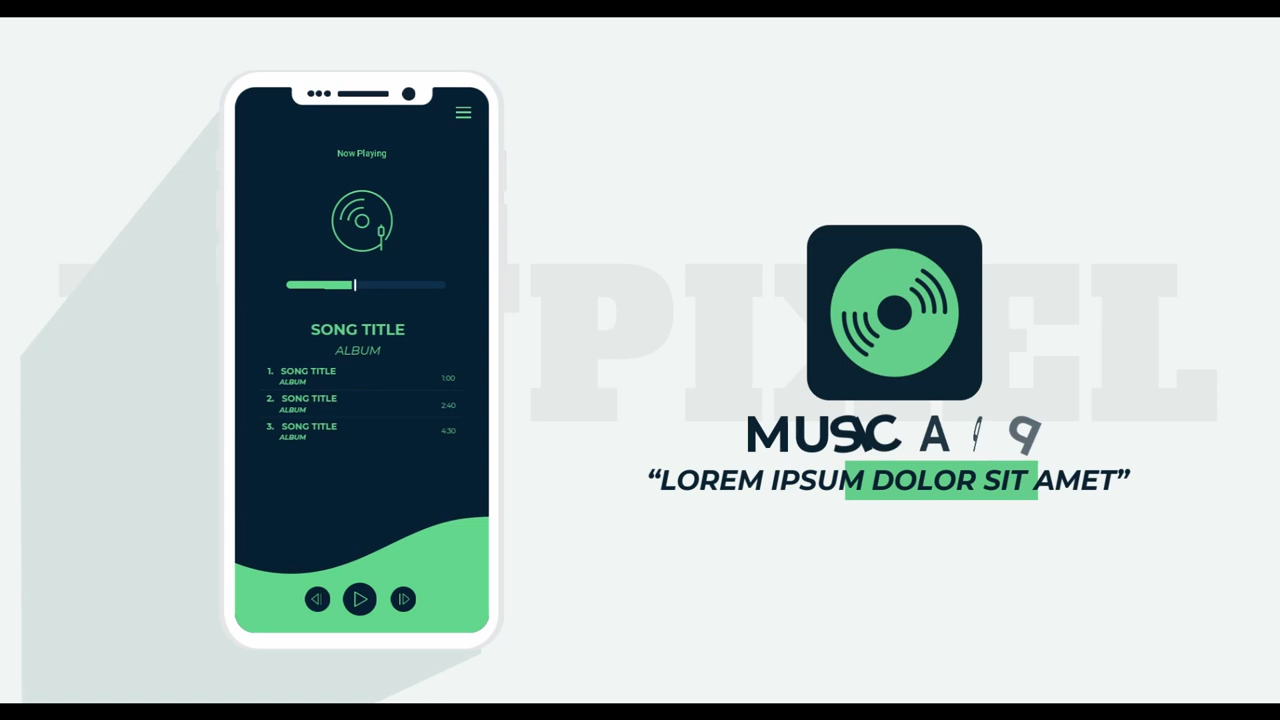 Now Playing
SONG TITLE
ALBUM
1. SONG TITLE
ALBUM
1:00
2. SONG TITLE
ALBUM
2:40
3. SONG TITLE
ALBUM
4:30
PIXEL
“LOREM IPSUM DOLOR SIT AMET”